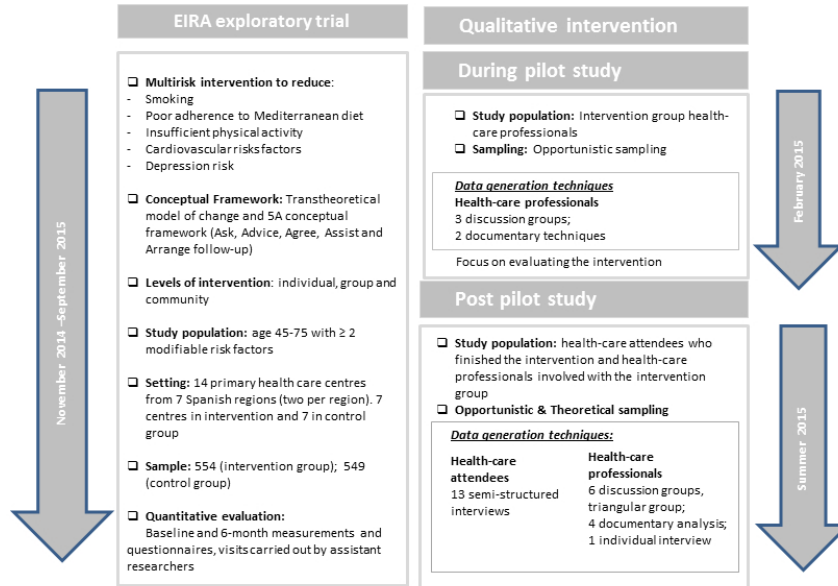 EIRA exploratory trial
November 2014 –September 2015
❑ Multirisk intervention to reduce:
- Smoking
- Poor adherence to Mediterranean diet
- Insufficient physical activity
- Cardiovascular risks factors
- Depression risk
❑ Conceptual Framework: Transtheoretical
model of change and 5A conceptual
framework (Ask, Advice, Agree, Assist and
Arrange follow-up)
❑ Levels of intervention: individual, group and
community
❑ Study population: age 45-75 with ≥ 2
modifiable risk factors
❑ Setting: 14 primary health care centres
from 7 Spanish regions (two per region). 7
centres in intervention and 7 in control
group
❑ Sample: 554 (intervention group); 549
(control group)
❑ Quantitative evaluation:
Baseline and 6-month measurements and
questionnaires, visits carried out by assistant
researchers
Qualitative intervention
During pilot study
❑ Study population: Intervention group health-
care professionals
❑ Sampling: Opportunistic sampling
Data generation techniques
Health-care professionals
3 discussion groups;
2 documentary techniques
Focus on evaluating the intervention
February 2015
Post pilot study
❑ Study population: health-care attendees who
finished the intervention and health-care
professionals involved with the intervention
group
❑ Opportunistic & Theoretical sampling
Data generation techniques:
Health-care
attendees
13 semi-structured
interviews
Health-care
professionals
6 discussion groups,
triangular group;
4 documentary analysis;
1 individual interview
Summer 2015